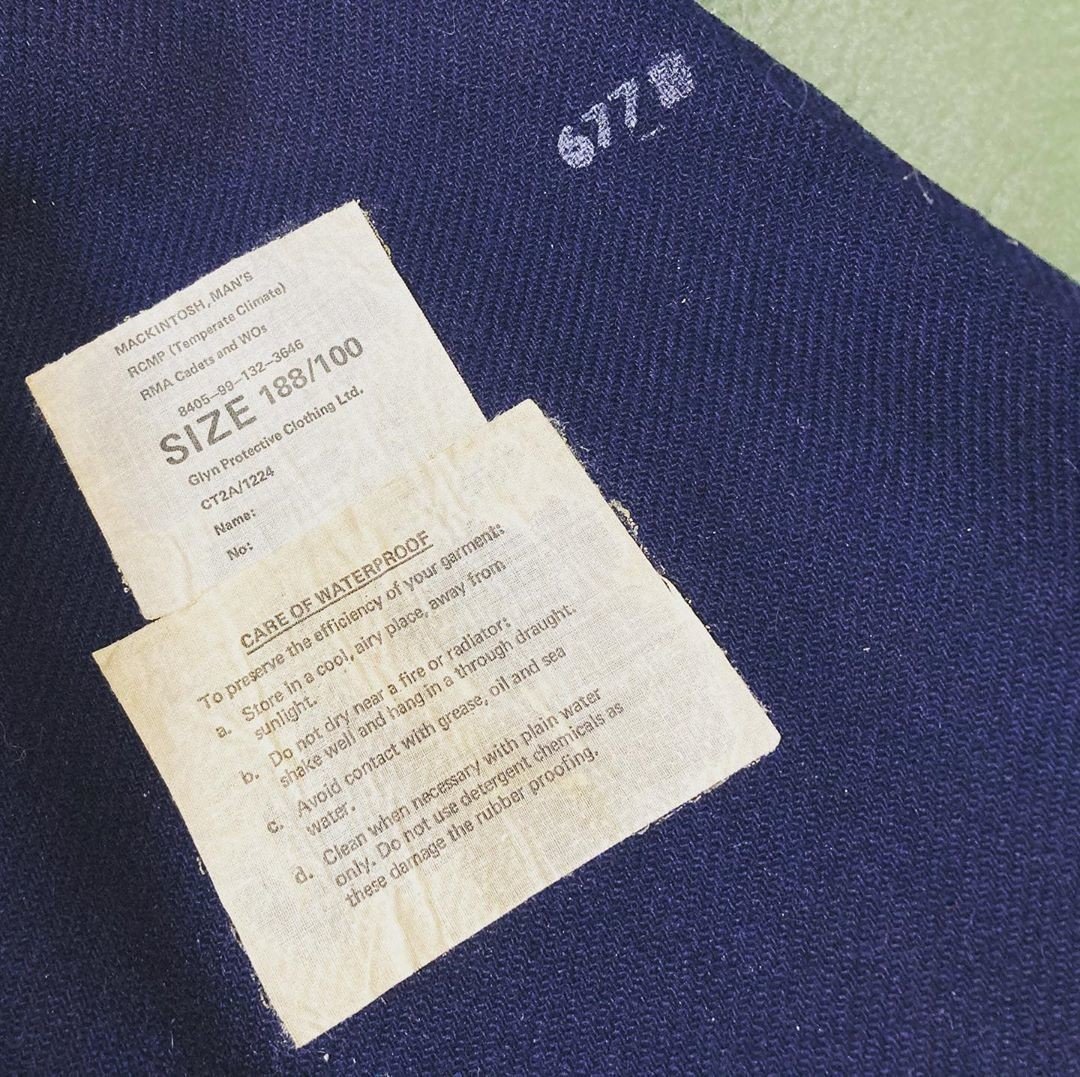 677
MACKINTOSH, MAN'S
RCMP (Temperate Climate)
RMA Cadets and WOs
8405–99–132–3646
SIZE 188/100
Glyn Protective Clothing Ltd.
CT2A/1224
Name:
No:
CARE OF WATERPROOF
To preserve the efficiency of your garment:
a. Store in a cool, airy place, away from
sunlight.
b. Do not dry near a fire or radiator:
shake well and hang in a through draught.
c. Avoid contact with grease, oil and sea
water.
d. Clean when necessary with plain water
only. Do not use detergent chemicals as
these damage the rubber proofing.